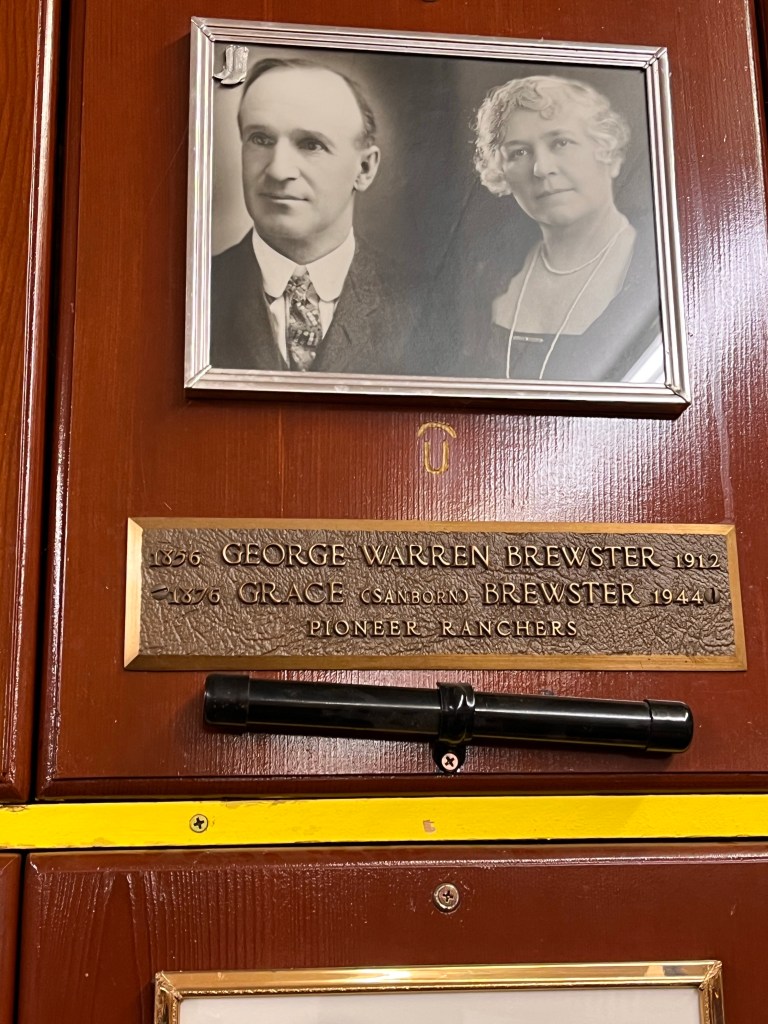 1856 GEORGE WARREN BREWSTER 1912
1876 GRACE (SANBORN) BREWSTER 1944
PIONEER RANCHERS